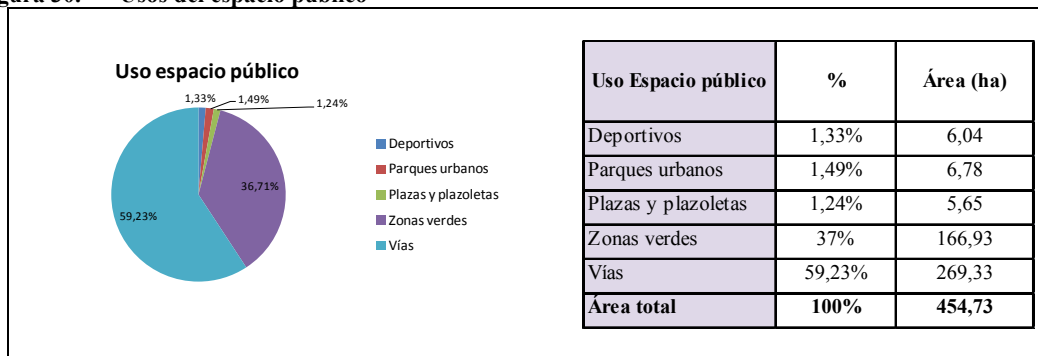 Usos del espacio público
Uso espacio público
1,33%
1,49%
1,24%
36,71%
59,23%
Deportivos
Parques urbanos
Plazas y plazoletas
Zonas verdes
Vías
Uso Espacio público % Área (ha)
Deportivos 1,33% 6,04
Parques urbanos 1,49% 6,78
Plazas y plazoletas 1,24% 5,65
Zonas verdes 37% 166,93
Vías 59,23% 269,33
Área total 100% 454,73